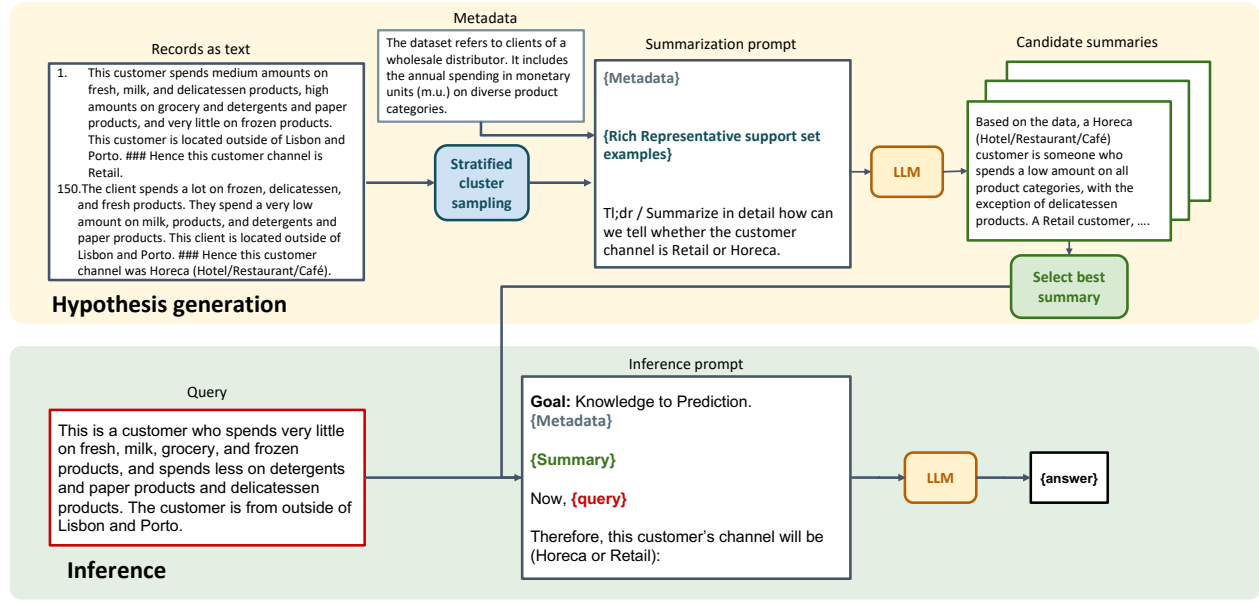 Metadata
The dataset refers to clients of a
wholesale distributor. It includes
the annual spending in monetary
units (m.u.) on diverse product
categories.
Records as text
1. This customer spends medium amounts on
fresh, milk, and delicatessen products, high
amounts on grocery and detergents and paper
products, and very little on frozen products.
This customer is located outside of Lisbon and
Porto. ### Hence this customer channel is
Retail.
150.The client spends a lot on frozen, delicatessen,
and fresh products. They spend a very low
amount on milk, products, and detergents and
paper products. This client is located outside of
Lisbon and Porto. ### Hence this customer
channel was Horeca (Hotel/Restaurant/Café).
Stratified
cluster
sampling
Summarization prompt
{Metadata}
{Rich Representative support set
examples}
Tl;dr / Summarize in detail how can
we tell whether the customer
channel is Retail or Horeca.
LLM
Candidate summaries
Based on the data, a Horeca
(Hotel/Restaurant/Café)
customer is someone who
spends a low amount on all
product categories, with the
exception of delicatessen
products. A Retail customer, ….
Select best
summary
Hypothesis generation
Query
This is a customer who spends very little
on fresh, milk, grocery, and frozen
products, and spends less on detergents
and paper products and delicatessen
products. The customer is from outside of
Lisbon and Porto.
Inference prompt
Goal: Knowledge to Prediction.
{Metadata}
{Summary}
Now, {query}
Therefore, this customer’s channel will be
(Horeca or Retail):
LLM
{answer}
Inference